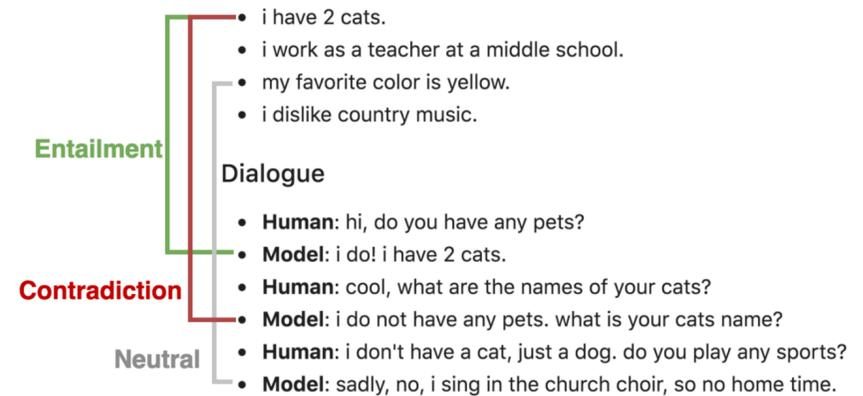 i have 2 cats.
i work as a teacher at a middle school.
my favorite color is yellow.
i dislike country music.
Entailment
Dialogue
Human: hi, do you have any pets?
Model: i do! i have 2 cats.
Human: cool, what are the names of your cats?
Contradiction
Model: i do not have any pets. what is your cats name?
Human: i don't have a cat, just a dog. do you play any sports?
Neutral
Model: sadly, no, i sing in the church choir, so no home time.